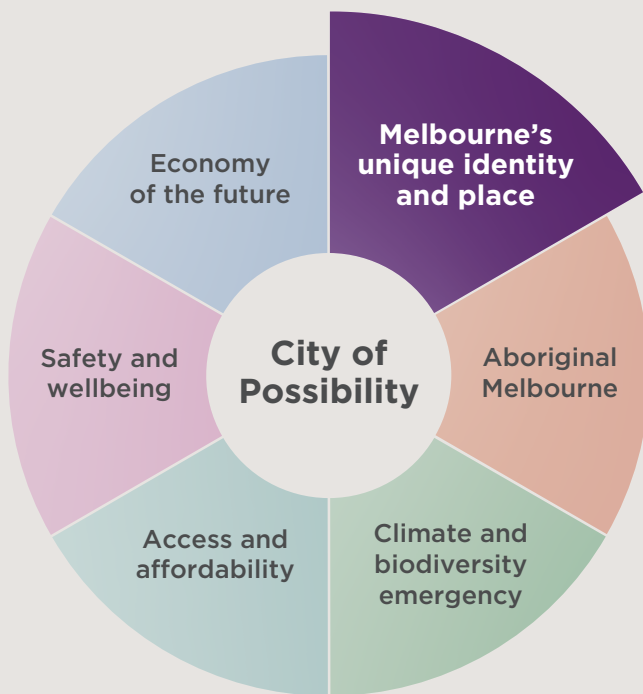 Melbourne’s
unique identity
and place
Aboriginal
Melbourne
Climate and
biodiversity
emergency
Access and
affordability
Safety and
wellbeing
Economy
of the future
City of
Possibility